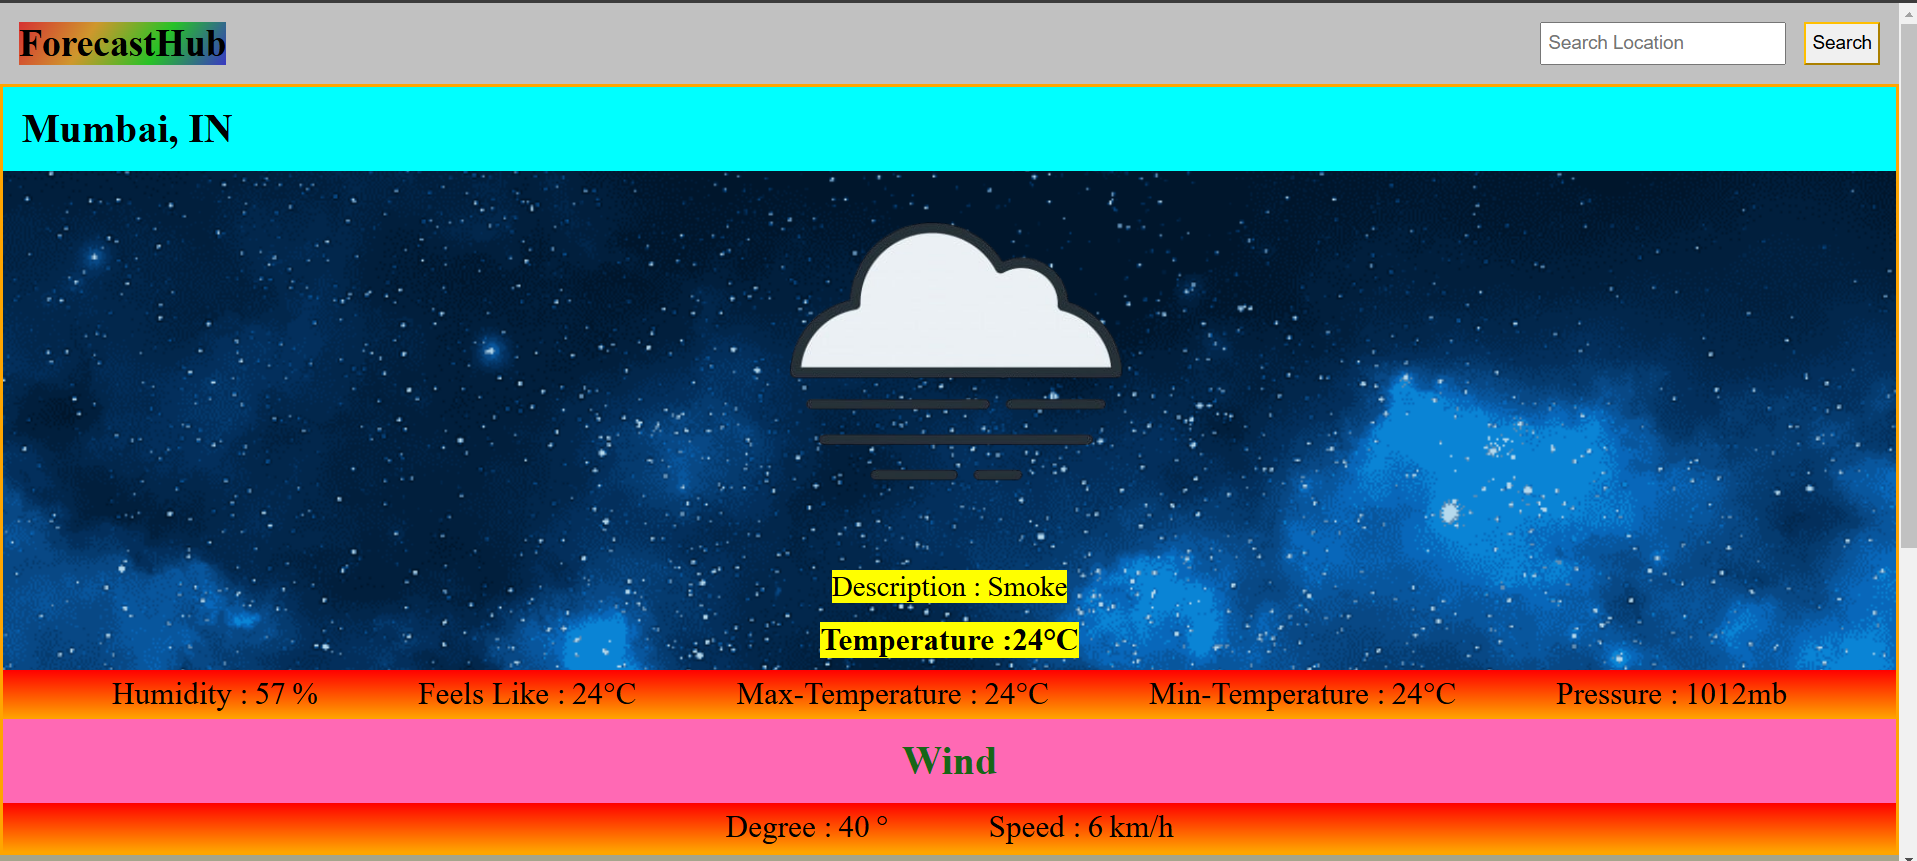 ForecastHub
Search Location
Search
Mumbai, IN
Description : Smoke
Temperature :24°C
Humidity : 57 % Feels Like : 24°C Max-Temperature : 24°C Min-Temperature : 24°C Pressure : 1012mb
Wind
Degree : 40 ° Speed : 6 km/h